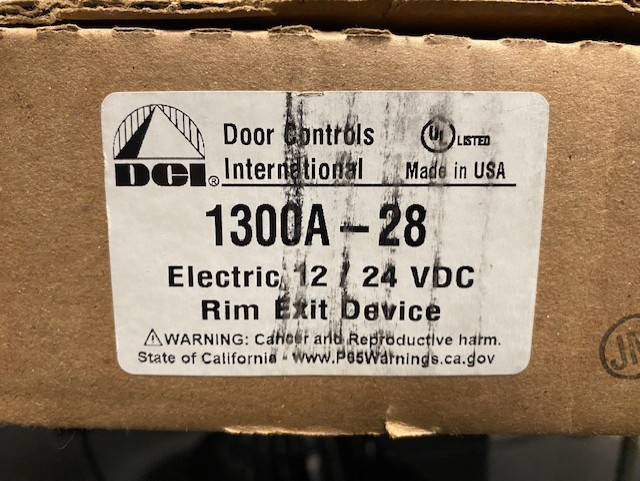 DCI®
Door Controls
International
UL LISTED
Made in USA
1300A - 28
Electric 12 / 24 VDC
Rim Exit Device
⚠WARNING: Cancer and Reproductive harm.
State of California - www.P65Warnings.ca.gov